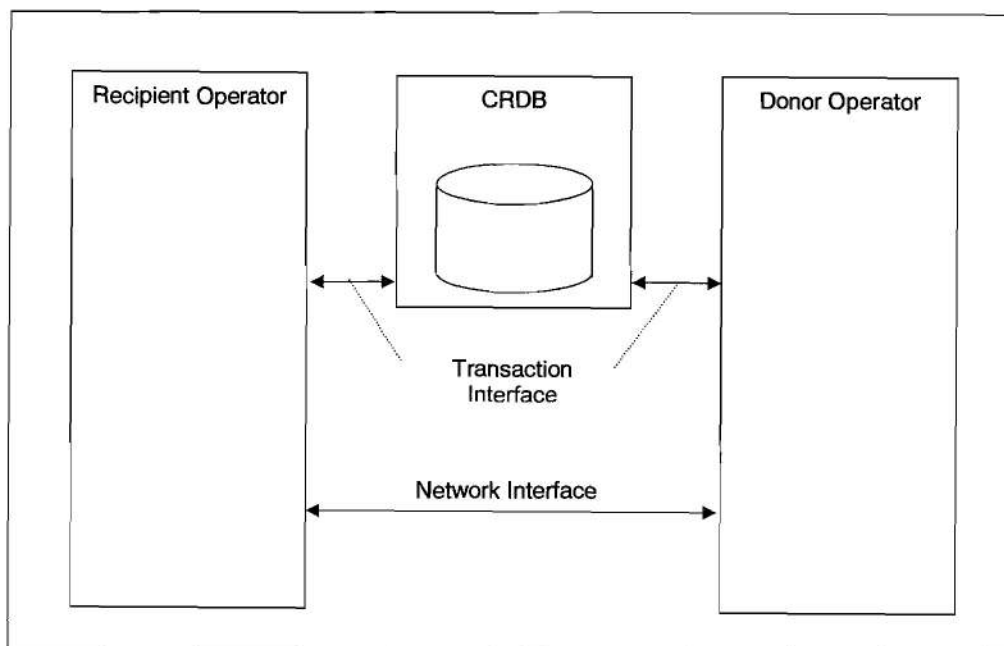 Recipient Operator
CRDB
Donor Operator
Transaction
Interface
Network Interface